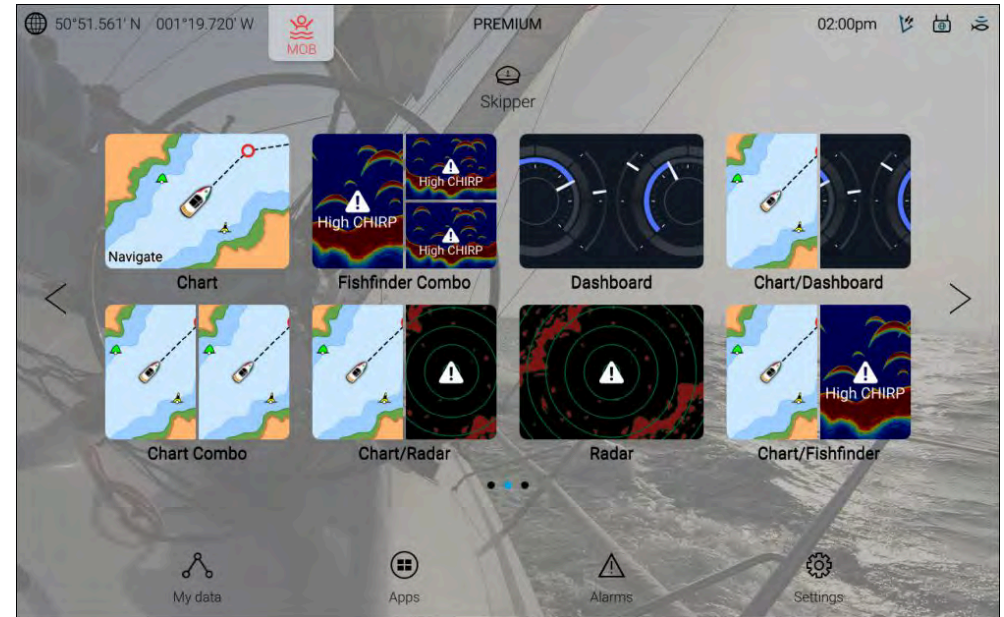 50°51.561' N 001°19.720' W
MOB
PREMIUM
02:00pm
Skipper
Navigate
High CHIRP
High CHIRP
High CHIRP
Chart
Fishfinder Combo
Dashboard
Chart/Dashboard
High CHIRP
Chart Combo
Chart/Radar
Radar
Chart/Fishfinder
My data
Apps
Alarms
Settings